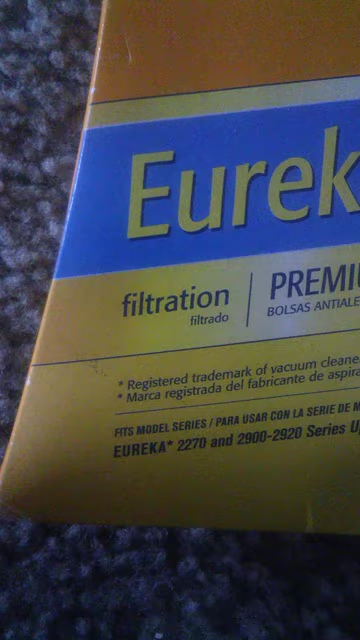 Eurek
filtration
filtrado
PREMIU
BOLSAS ANTIALE
* Registered trademark of vacuum cleane
* Marca registrada del fabricante de aspira
FITS MODEL SERIES / PARA USAR CON LA SERIE DE M
EUREKA* 2270 and 2900-2920 Series U